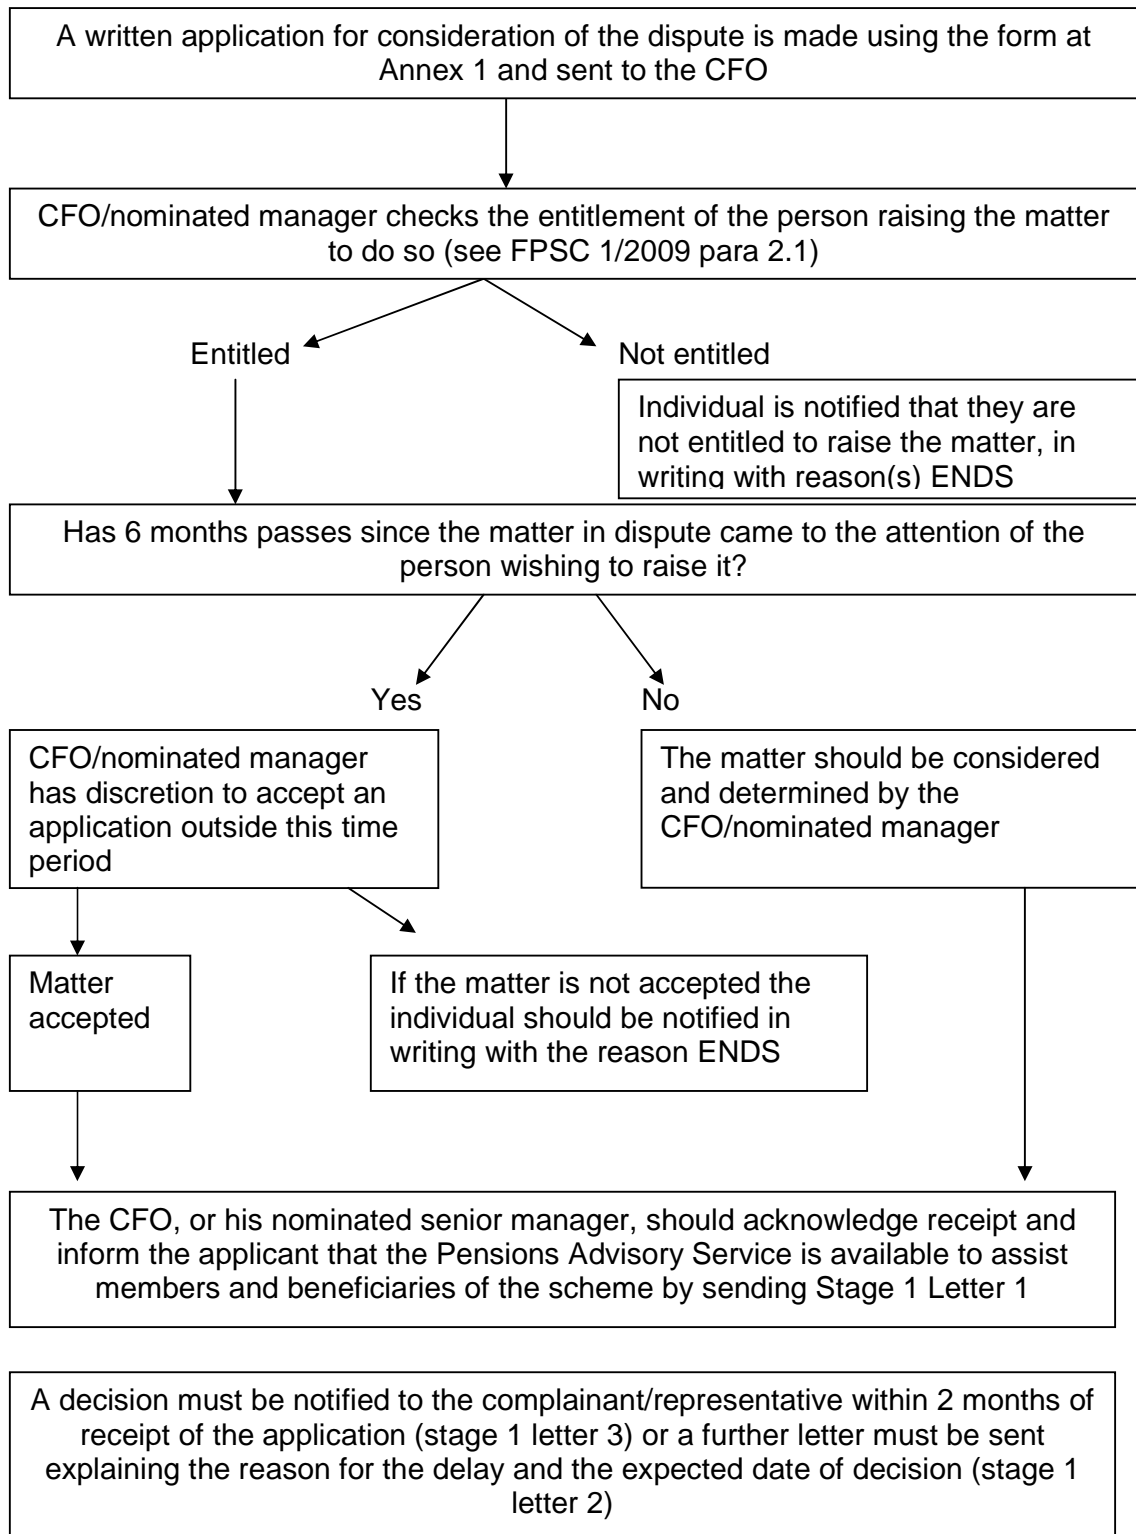 A written application for consideration of the dispute is made using the form at
Annex 1 and sent to the CFO
CFO/nominated manager checks the entitlement of the person raising the matter
to do so (see FPSC 1/2009 para 2.1)
Entitled
Not entitled
Individual is notified that they are
not entitled to raise the matter, in
writing with reason(s) ENDS
Has 6 months passes since the matter in dispute came to the attention of the
person wishing to raise it?
Yes
No
CFO/nominated manager
has discretion to accept an
application outside this time
period
The matter should be considered
and determined by the
CFO/nominated manager
Matter
accepted
If the matter is not accepted the
individual should be notified in
writing with the reason ENDS
The CFO, or his nominated senior manager, should acknowledge receipt and
inform the applicant that the Pensions Advisory Service is available to assist
members and beneficiaries of the scheme by sending Stage 1 Letter 1
A decision must be notified to the complainant/representative within 2 months of
receipt of the application (stage 1 letter 3) or a further letter must be sent
explaining the reason for the delay and the expected date of decision (stage 1
letter 2)